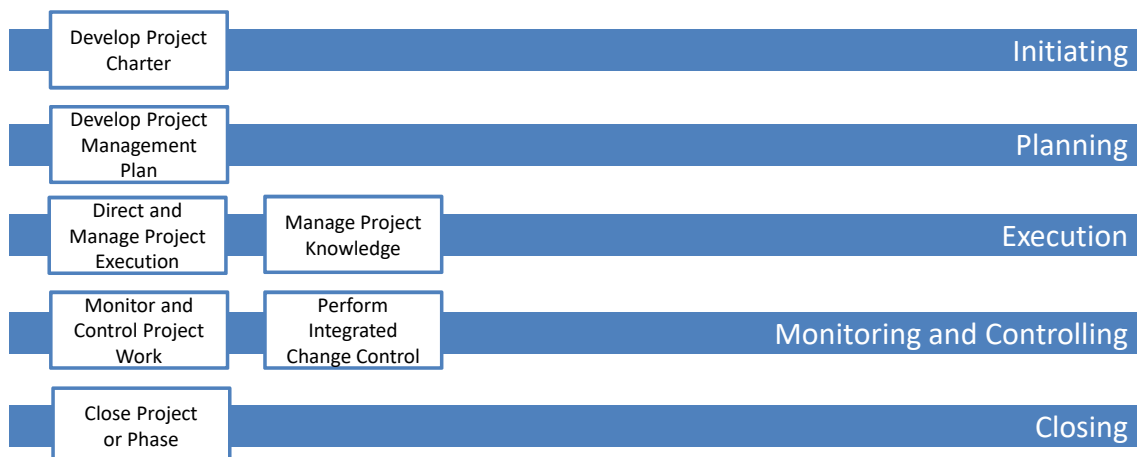 Develop Project
Charter
Initiating
Develop Project
Management
Plan
Planning
Direct and
Manage Project
Execution
Manage Project
Knowledge
Execution
Monitor and
Control Project
Work
Perform
Integrated
Change Control
Monitoring and Controlling
Close Project
or Phase
Closing